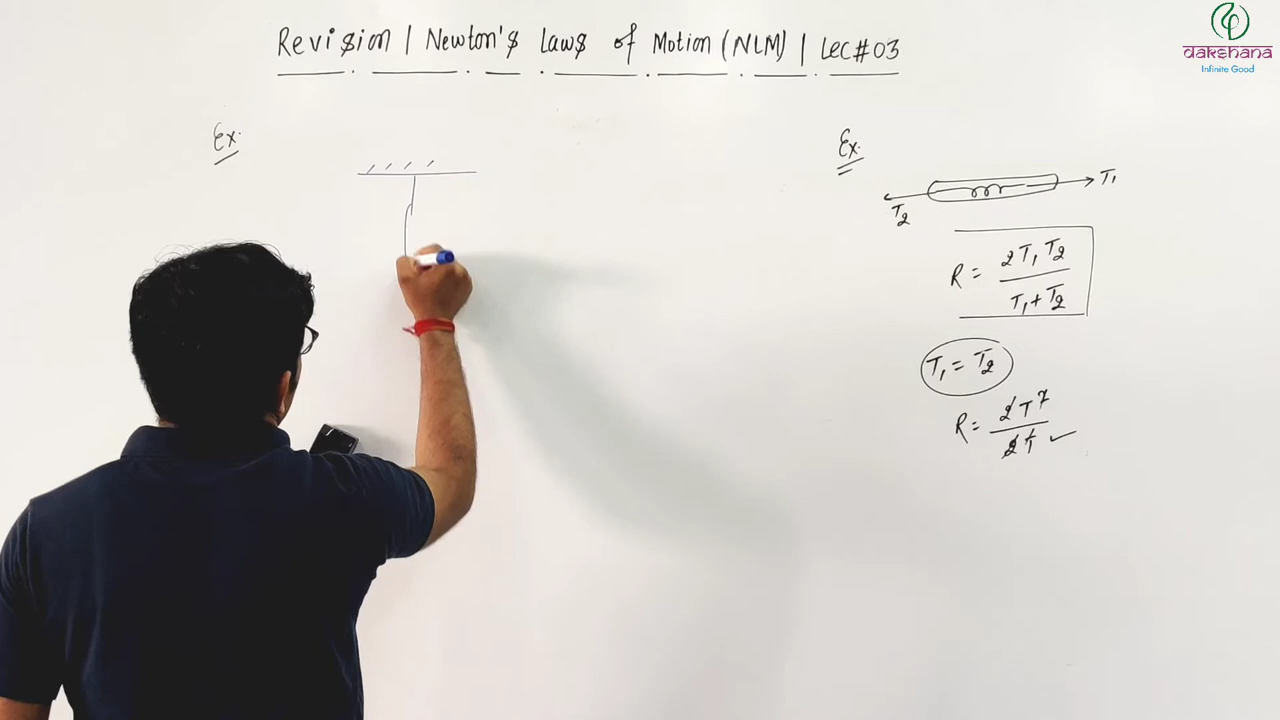 Revision | Newton's Laws of Motion (NLM) | Lec#03
dakshana
Infinite Good
Ex.
Ex.
T₂ T₁
R = 2T₁T₂ / T₁+T₂
T₁ = T₂
R = 2T² / 2T ✓